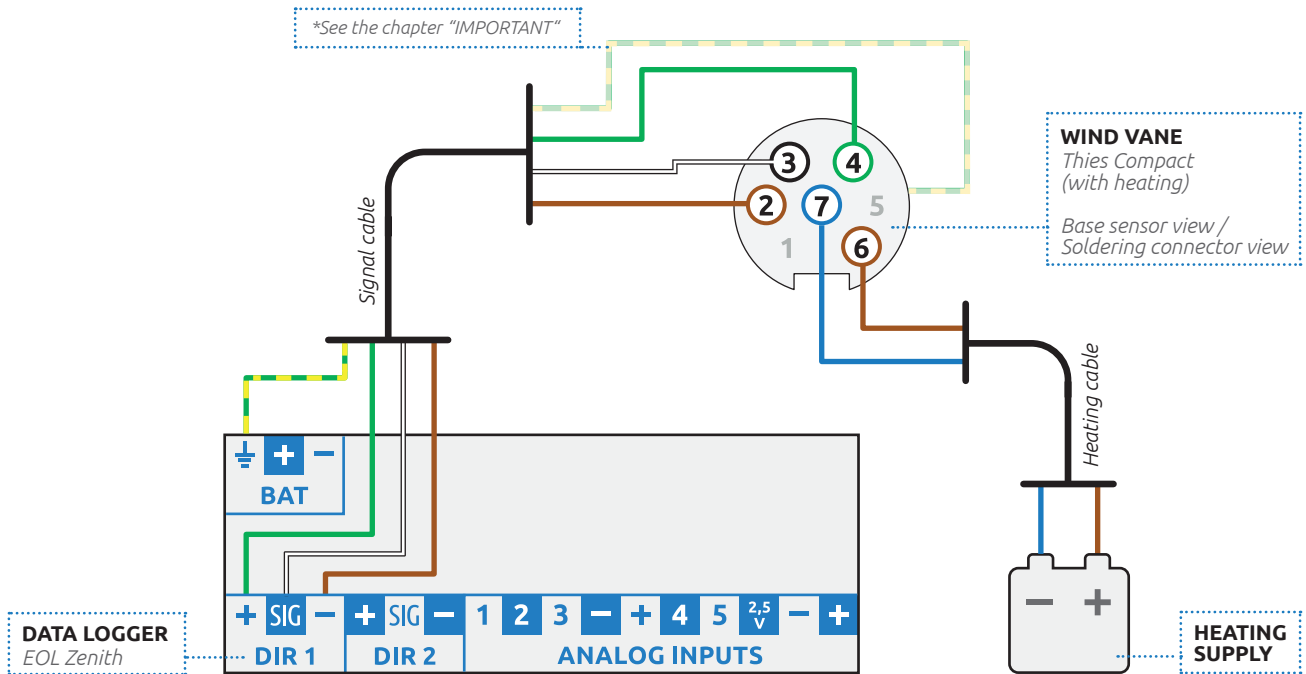 *See the chapter “IMPORTANT“
WIND VANE
Thies Compact
(with heating)
Base sensor view /
Soldering connector view
3
4
2
7
5
1
6
Signal cable
Heating cable
+ −
BAT
+ SIG − + SIG − 1 2 3 − + 4 5 2,5 V − +
DIR 1 DIR 2 ANALOG INPUTS
DATA LOGGER
EOL Zenith
− +
HEATING
SUPPLY